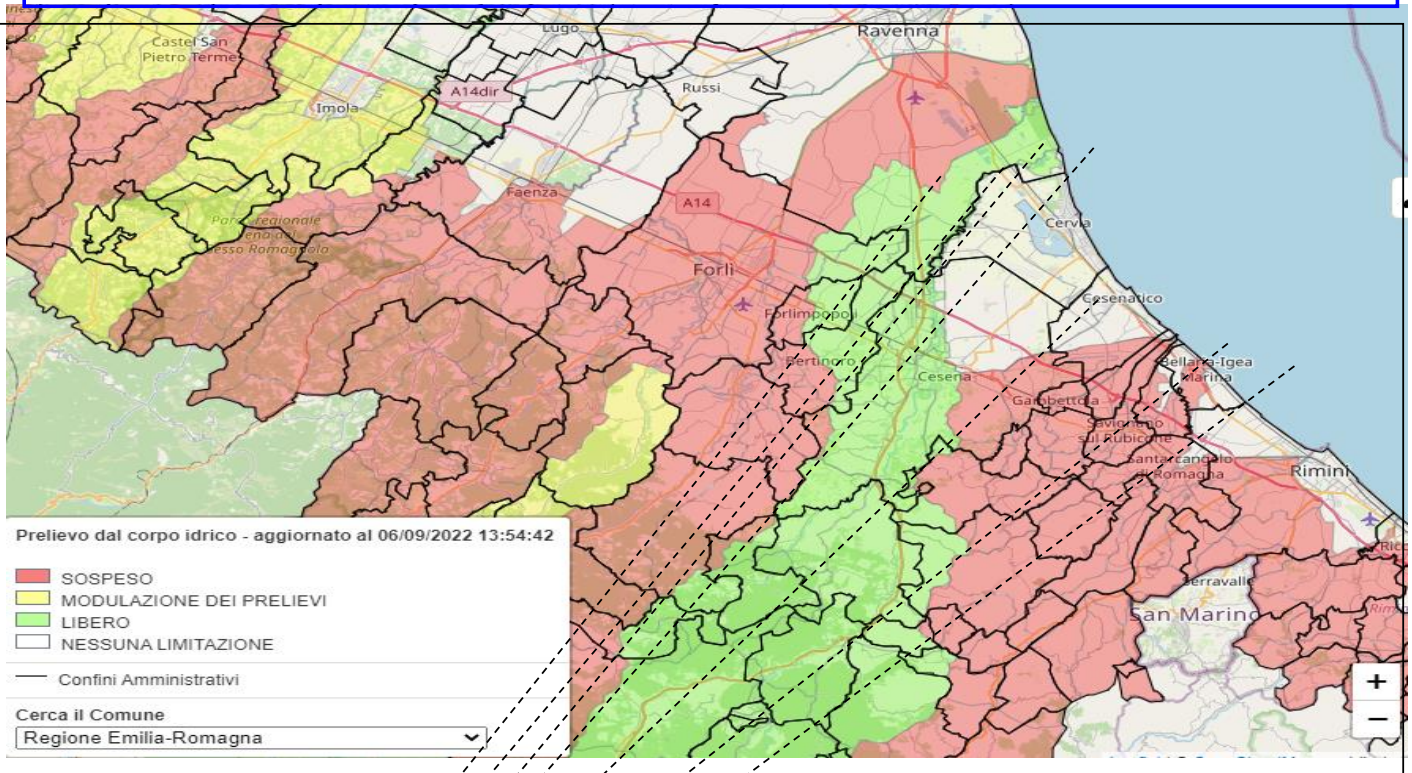 Lugo
Ravenna
Castel San
Pietro Terme
A14dir
Russi
Imola
Faenza
A14
Cervia
Forlì
Cesenatico
Forlimpopoli
Bertinoro
Cesena
Bellaria-Igea
Marina
Gambettola
Savignano
sul Rubicone
Santarcangelo
di Romagna
Rimini
Serravalle
San Marino
Prelievo dal corpo idrico - aggiornato al 06/09/2022 13:54:42
SOSPESO
MODULAZIONE DEI PRELIEVI
LIBERO
NESSUNA LIMITAZIONE
Confini Amministrativi
Cerca il Comune
Regione Emilia-Romagna
+
−